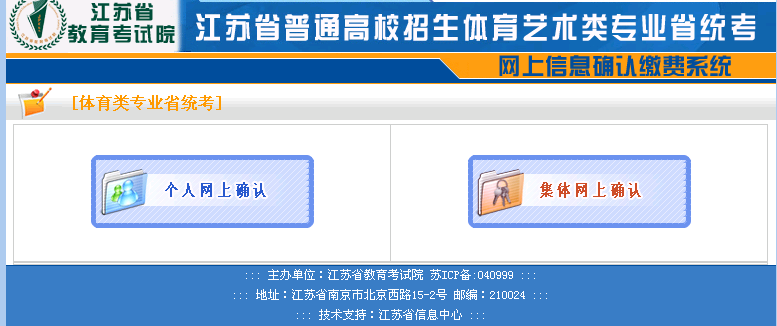 江苏省
教育考试院
江苏省普通高校招生体育艺术类专业省统考
网上信息确认缴费系统
[体育类专业省统考]
个人网上确认
集体网上确认
::: 主办单位：江苏省教育考试院 苏ICP备:040999 :::
::: 地址：江苏省南京市北京西路15-2号 邮编：210024 :::
::: 技术支持：江苏省信息中心 :::